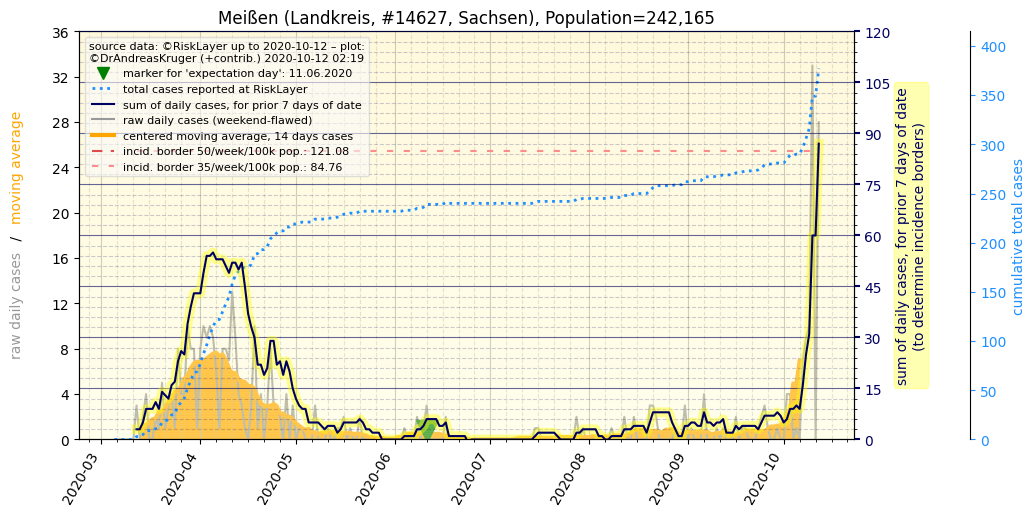 Meißen (Landkreis, #14627, Sachsen), Population=242,165
source data: ©RiskLayer up to 2020-10-12 – plot:
©DrAndreasKruger (+contrib.) 2020-10-12 02:19
marker for 'expectation day': 11.06.2020
total cases reported at RiskLayer
sum of daily cases, for prior 7 days of date
raw daily cases (weekend-flawed)
centered moving average, 14 days cases
incid. border 50/week/100k pop.: 121.08
incid. border 35/week/100k pop.: 84.76
raw daily cases / moving average
36
32
28
24
20
16
12
8
4
0
120
105
90
75
60
45
30
15
0
sum of daily cases, for prior 7 days of date
(to determine incidence borders)
400
350
300
250
200
150
100
50
0
cumulative total cases
2020-03
2020-04
2020-05
2020-06
2020-07
2020-08
2020-09
2020-10